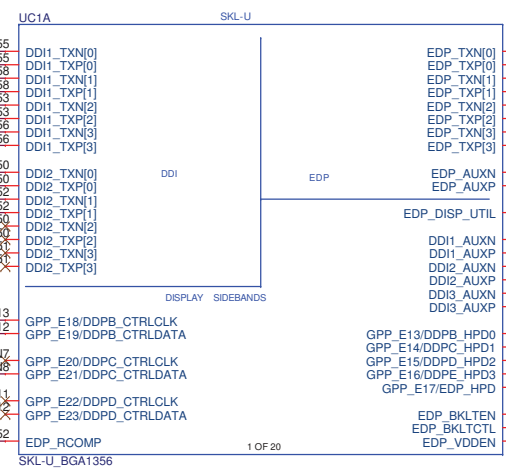 UC1A
SKL-U
DDI1_TXN[0]
DDI1_TXP[0]
DDI1_TXN[1]
DDI1_TXP[1]
DDI1_TXN[2]
DDI1_TXP[2]
DDI1_TXN[3]
DDI1_TXP[3]
DDI2_TXN[0]
DDI2_TXP[0]
DDI2_TXN[1]
DDI2_TXP[1]
DDI2_TXN[2]
DDI2_TXP[2]
DDI2_TXN[3]
DDI2_TXP[3]
DDI
EDP
EDP_TXN[0]
EDP_TXP[0]
EDP_TXN[1]
EDP_TXP[1]
EDP_TXN[2]
EDP_TXP[2]
EDP_TXN[3]
EDP_TXP[3]
EDP_AUXN
EDP_AUXP
EDP_DISP_UTIL
DDI1_AUXN
DDI1_AUXP
DDI2_AUXN
DDI2_AUXP
DDI3_AUXN
DDI3_AUXP
DISPLAY SIDEBANDS
GPP_E18/DDPB_CTRLCLK
GPP_E19/DDPB_CTRLDATA
GPP_E20/DDPC_CTRLCLK
GPP_E21/DDPC_CTRLDATA
GPP_E22/DDPD_CTRLCLK
GPP_E23/DDPD_CTRLDATA
EDP_RCOMP
GPP_E13/DDPB_HPD0
GPP_E14/DDPC_HPD1
GPP_E15/DDPD_HPD2
GPP_E16/DDPE_HPD3
GPP_E17/EDP_HPD
EDP_BKLTEN
EDP_BKLTCTL
EDP_VDDEN
1 OF 20
SKL-U_BGA1356